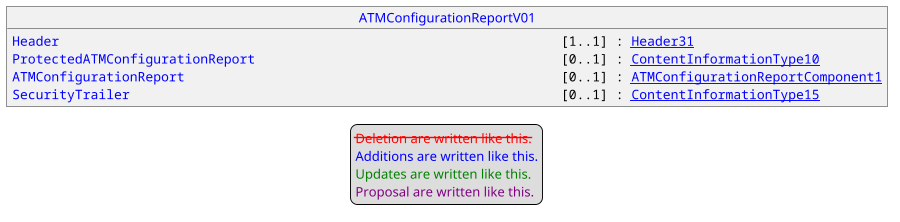 ATMConfigurationReportV01
Header [1..1] : Header31
ProtectedATMConfigurationReport [0..1] : ContentInformationType10
ATMConfigurationReport [0..1] : ATMConfigurationReportComponent1
SecurityTrailer [0..1] : ContentInformationType15
Deletion are written like this.
Additions are written like this.
Updates are written like this.
Proposal are written like this.